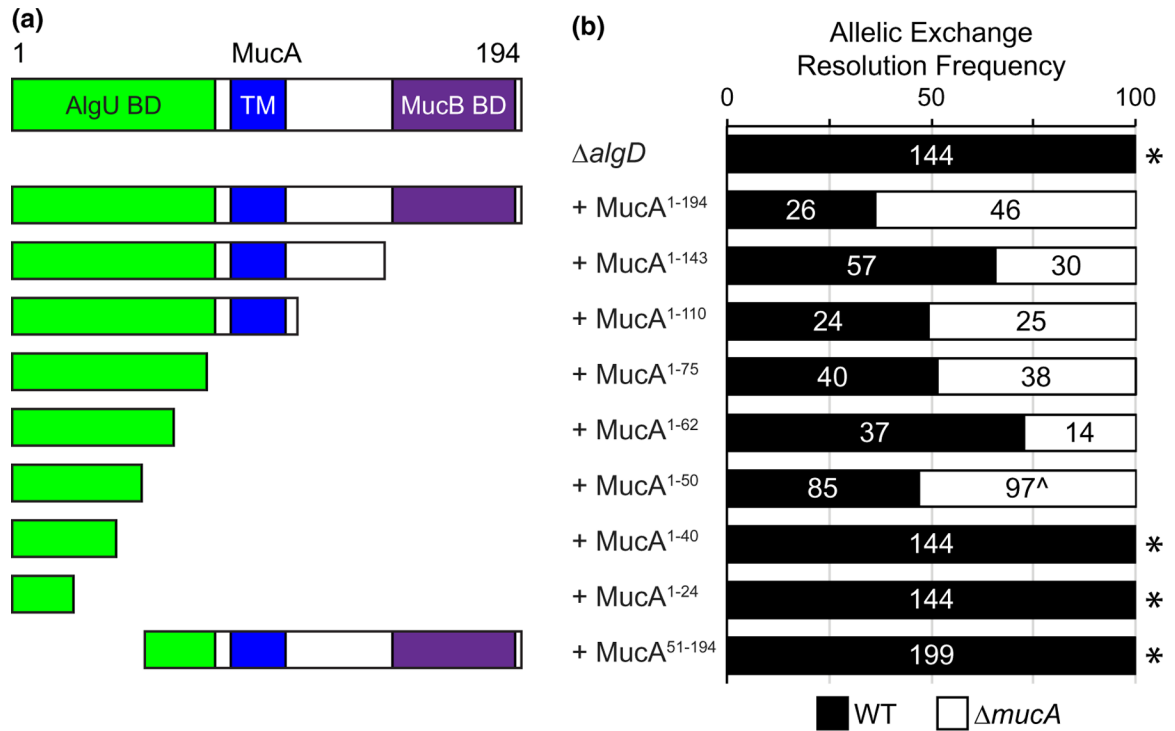 (a)
1 MucA 194
AlgU BD TM MucB BD
(b)
Allelic Exchange
Resolution Frequency
0 50 100
ΔalgD 144 *
+ MucA1-194 26 46
+ MucA1-143 57 30
+ MucA1-110 24 25
+ MucA1-75 40 38
+ MucA1-62 37 14
+ MucA1-50 85 97^
+ MucA1-40 144 *
+ MucA1-24 144 *
+ MucA51-194 199 *
WT ΔmucA